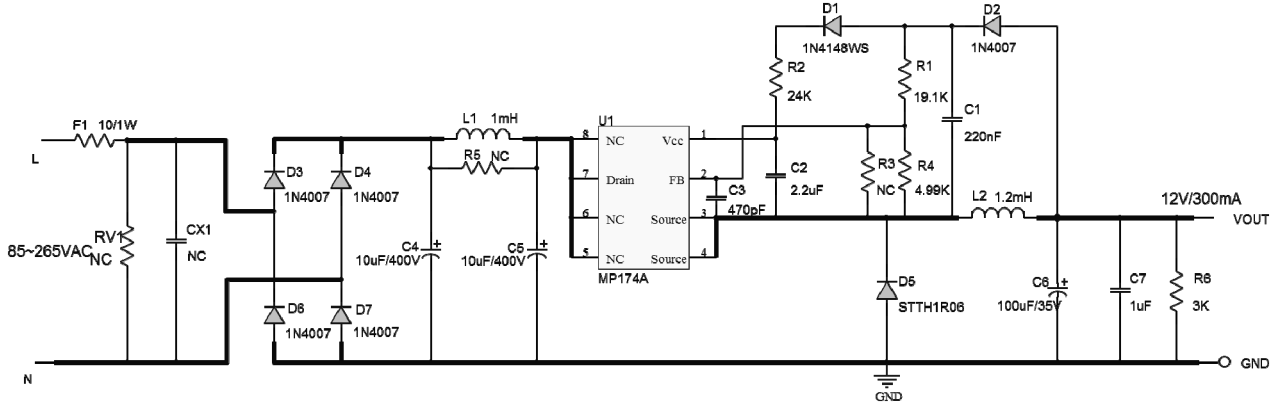 D1
1N4148WS
D2
1N4007
R2
24K
R1
19.1K
C1
220nF
F1 10/1W
L
L1 1mH
R5 NC
U1
8 NC Vcc 1
7 Drain FB 2
6 NC Source 3
5 NC Source 4
MP174A
D3
1N4007
D4
1N4007
C2
2.2uF
R3
NC
R4
4.99K
C3
470pF
L2 1.2mH
12V/300mA
VOUT
85~265VAC
RV1
NC
CX1
NC
C4
10uF/400V
C5
10uF/400V
D5
STTH1R06
C6
100uF/35V
C7
1uF
R6
3K
D6
1N4007
D7
1N4007
N
GND
GND